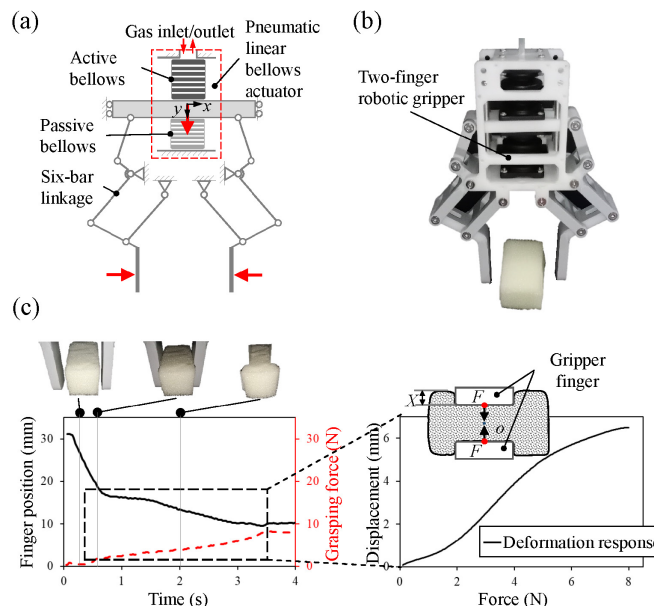 (a)
Gas inlet/outlet
Pneumatic
linear
bellows
actuator
Active
bellows
y
x
Passive
bellows
Six-bar
linkage
(b)
Two-finger
robotic gripper
(c)
Gripper
finger
X
F
o
F
Finger position (mm)
30
20
10
0
30
20
10
0
Grasping force (N)
0
1
2
3
4
Time (s)
Displacement (mm)
6
4
2
0
0
2
4
6
8
Force (N)
Deformation response